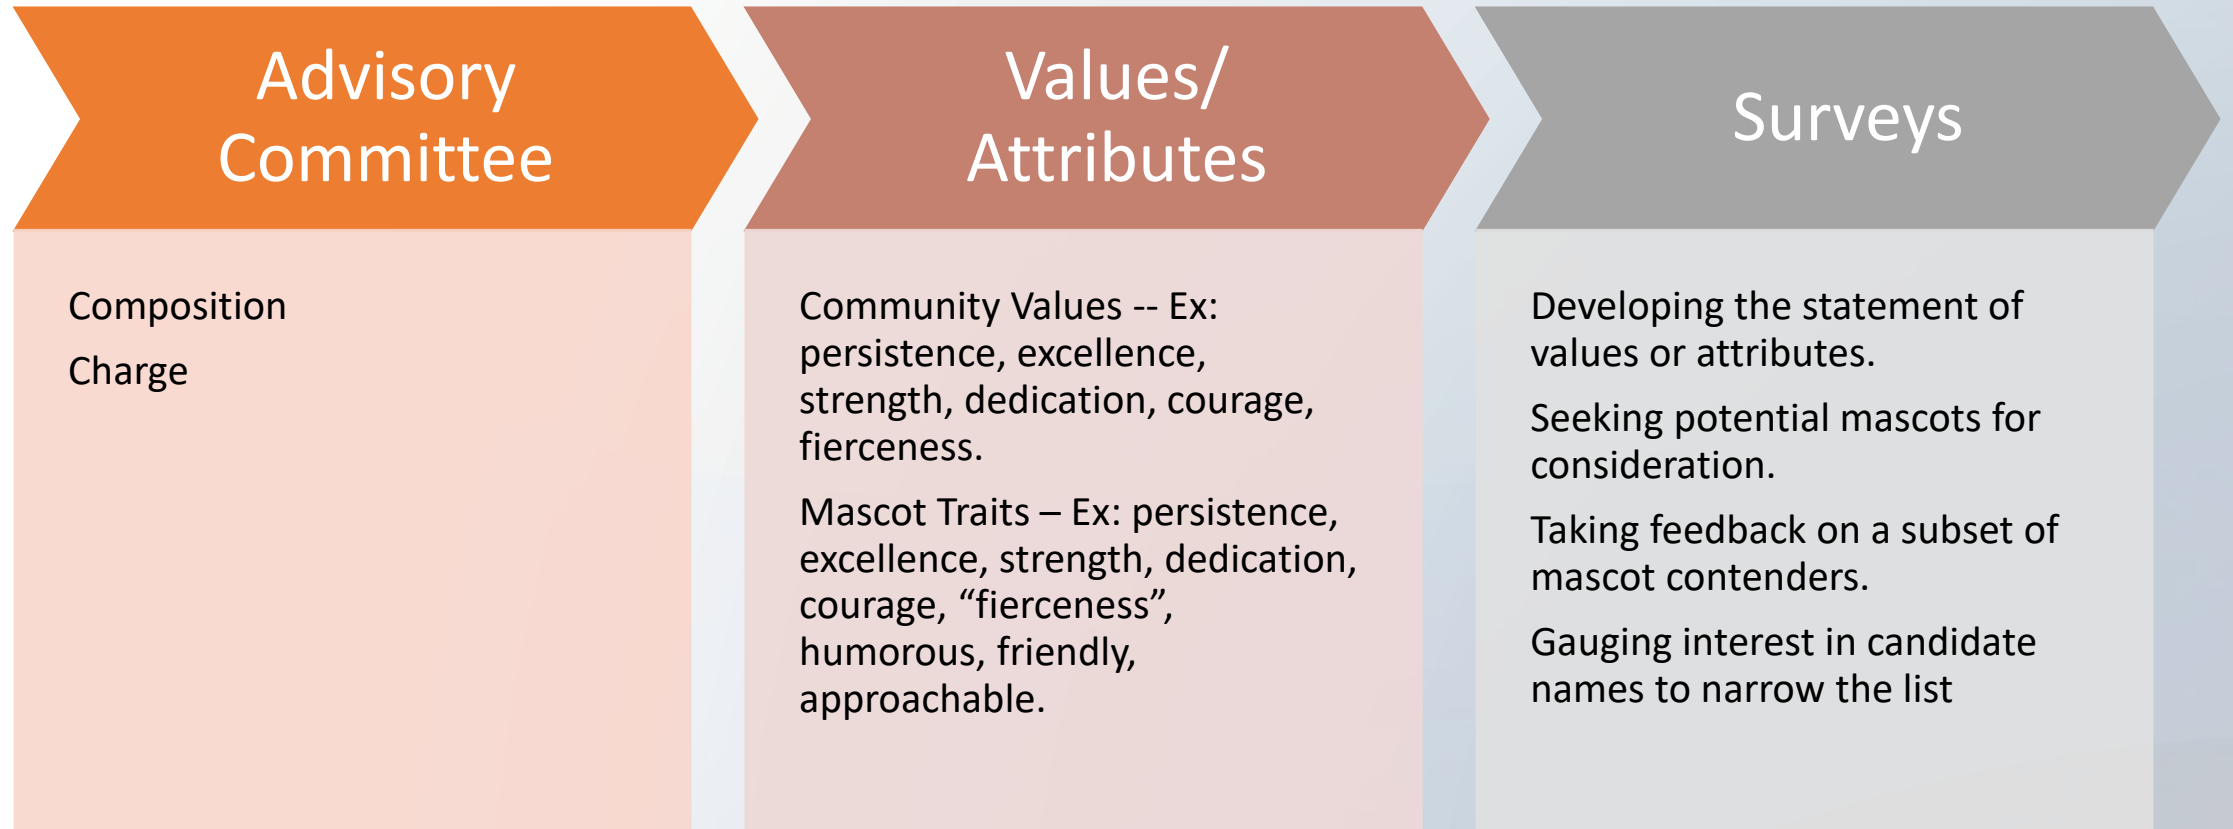 Advisory
Committee
Composition
Charge
Values/
Attributes
Community Values -- Ex:
persistence, excellence,
strength, dedication, courage,
fierceness.
Mascot Traits – Ex: persistence,
excellence, strength, dedication,
courage, “fierceness”,
humorous, friendly,
approachable.
Surveys
Developing the statement of
values or attributes.
Seeking potential mascots for
consideration.
Taking feedback on a subset of
mascot contenders.
Gauging interest in candidate
names to narrow the list